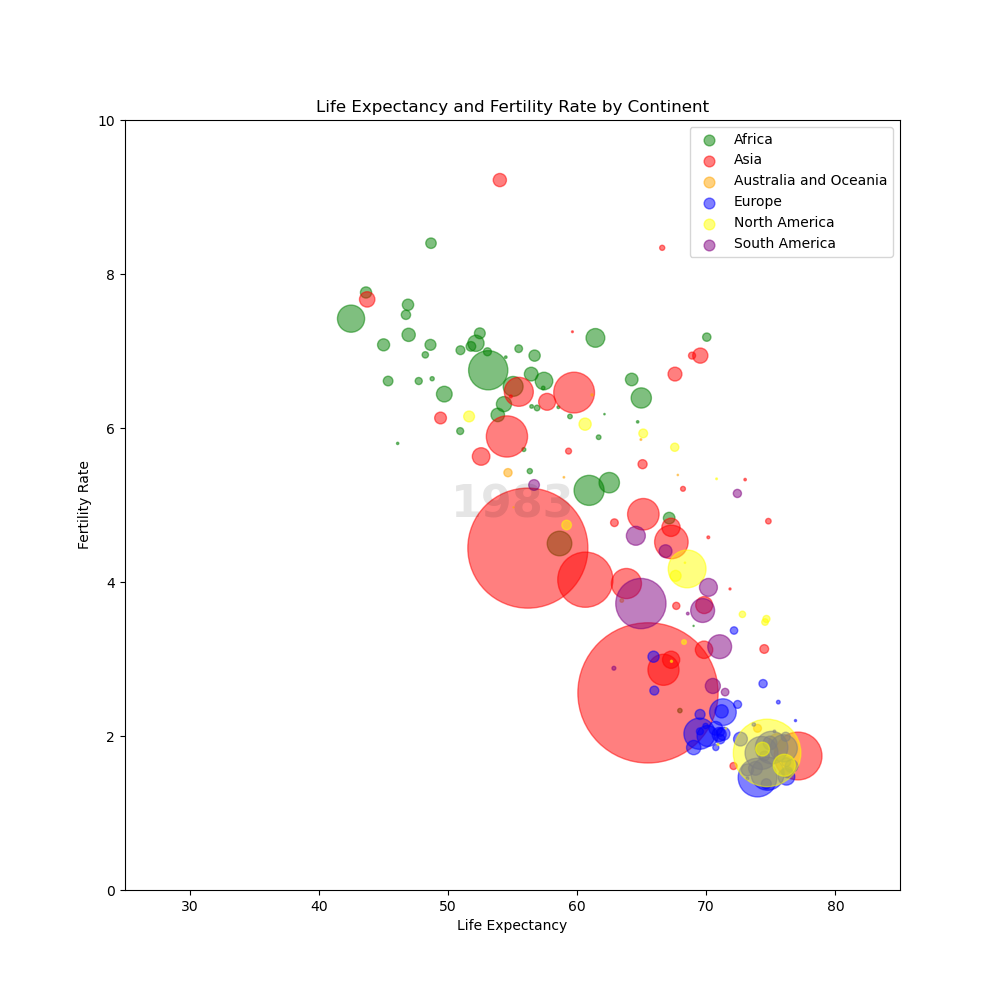 Life Expectancy and Fertility Rate by Continent
10
8
6
4
2
0
Fertility Rate
Africa
Asia
Australia and Oceania
Europe
North America
South America
1983
30 40 50 60 70 80
Life Expectancy